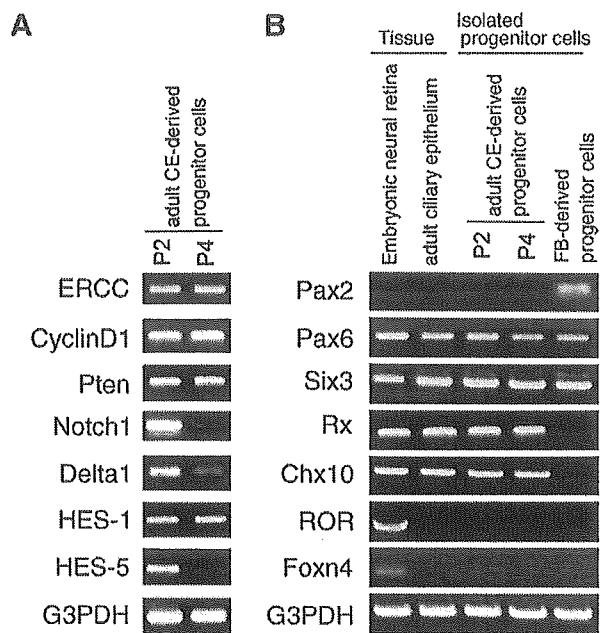 A
adult CE-derived
progenitor cells
P2
P4
ERCC
CyclinD1
Pten
Notch1
Delta1
HES-1
HES-5
G3PDH
B
Tissue
Isolated
progenitor cells
Embryonic neural retina
adult ciliary epithelium
adult CE-derived
progenitor cells
P2
P4
FB-derived
progenitor cells
Pax2
Pax6
Six3
Rx
Chx10
ROR
Foxn4
G3PDH